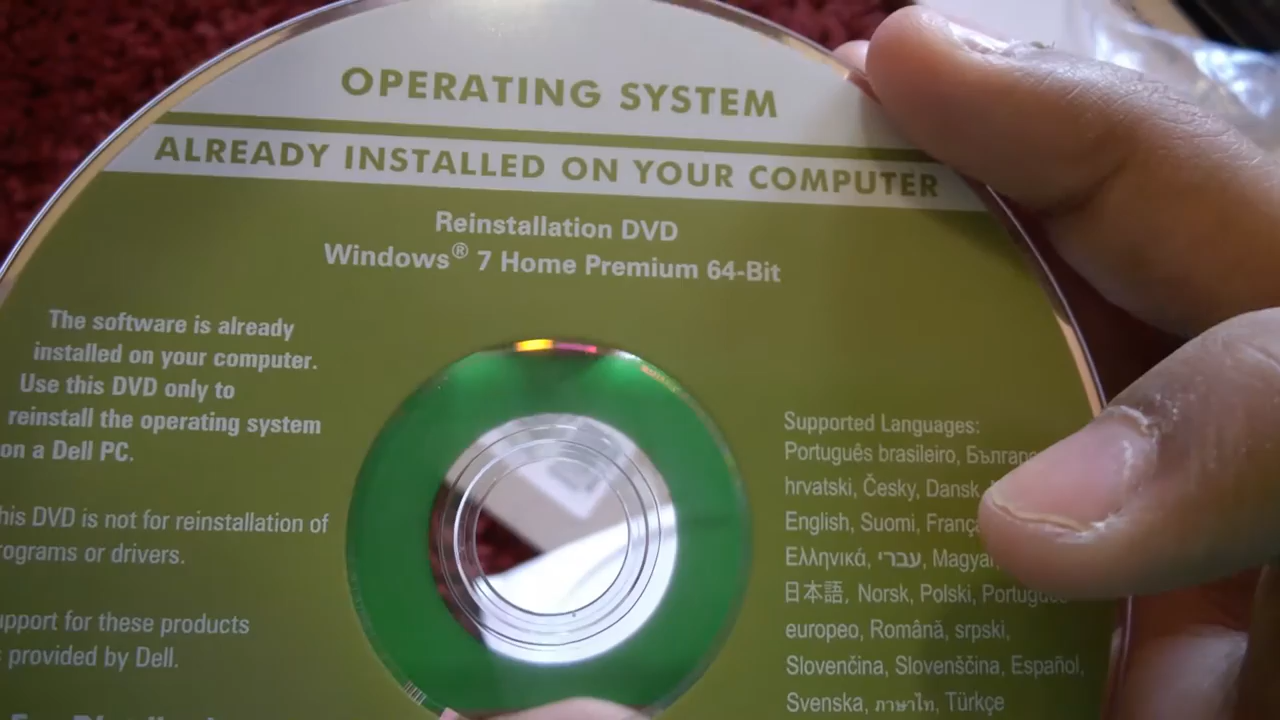 OPERATING SYSTEM
ALREADY INSTALLED ON YOUR COMPUTER
Reinstallation DVD
Windows® 7 Home Premium 64-Bit
The software is already
installed on your computer.
Use this DVD only to
reinstall the operating system
on a Dell PC.
his DVD is not for reinstallation of
rograms or drivers.
upport for these products
s provided by Dell.
Supported Languages:
Português brasileiro,
hrvatski, Česky, Dansk,
English, Suomi,
Ελληνικά, עברי,
日本語, Norsk, Polski,
europeo, Română, srpski,
Slovenčina, Slovenščina, Español,
Svenska, ภาษาไทย, Türkçe